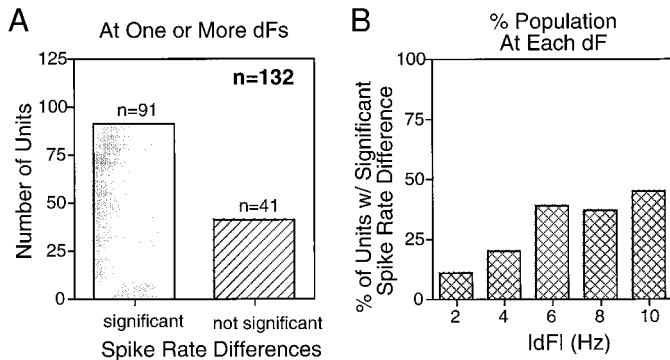 A
At One or More dFs
n=132
125
100
75
50
25
0
Number of Units
n=91
n=41
significant
not significant
Spike Rate Differences
B
% Population
At Each dF
100
75
50
25
0
% of Units w/ Significant
Spike Rate Difference
2 4 6 8 10
|dF| (Hz)